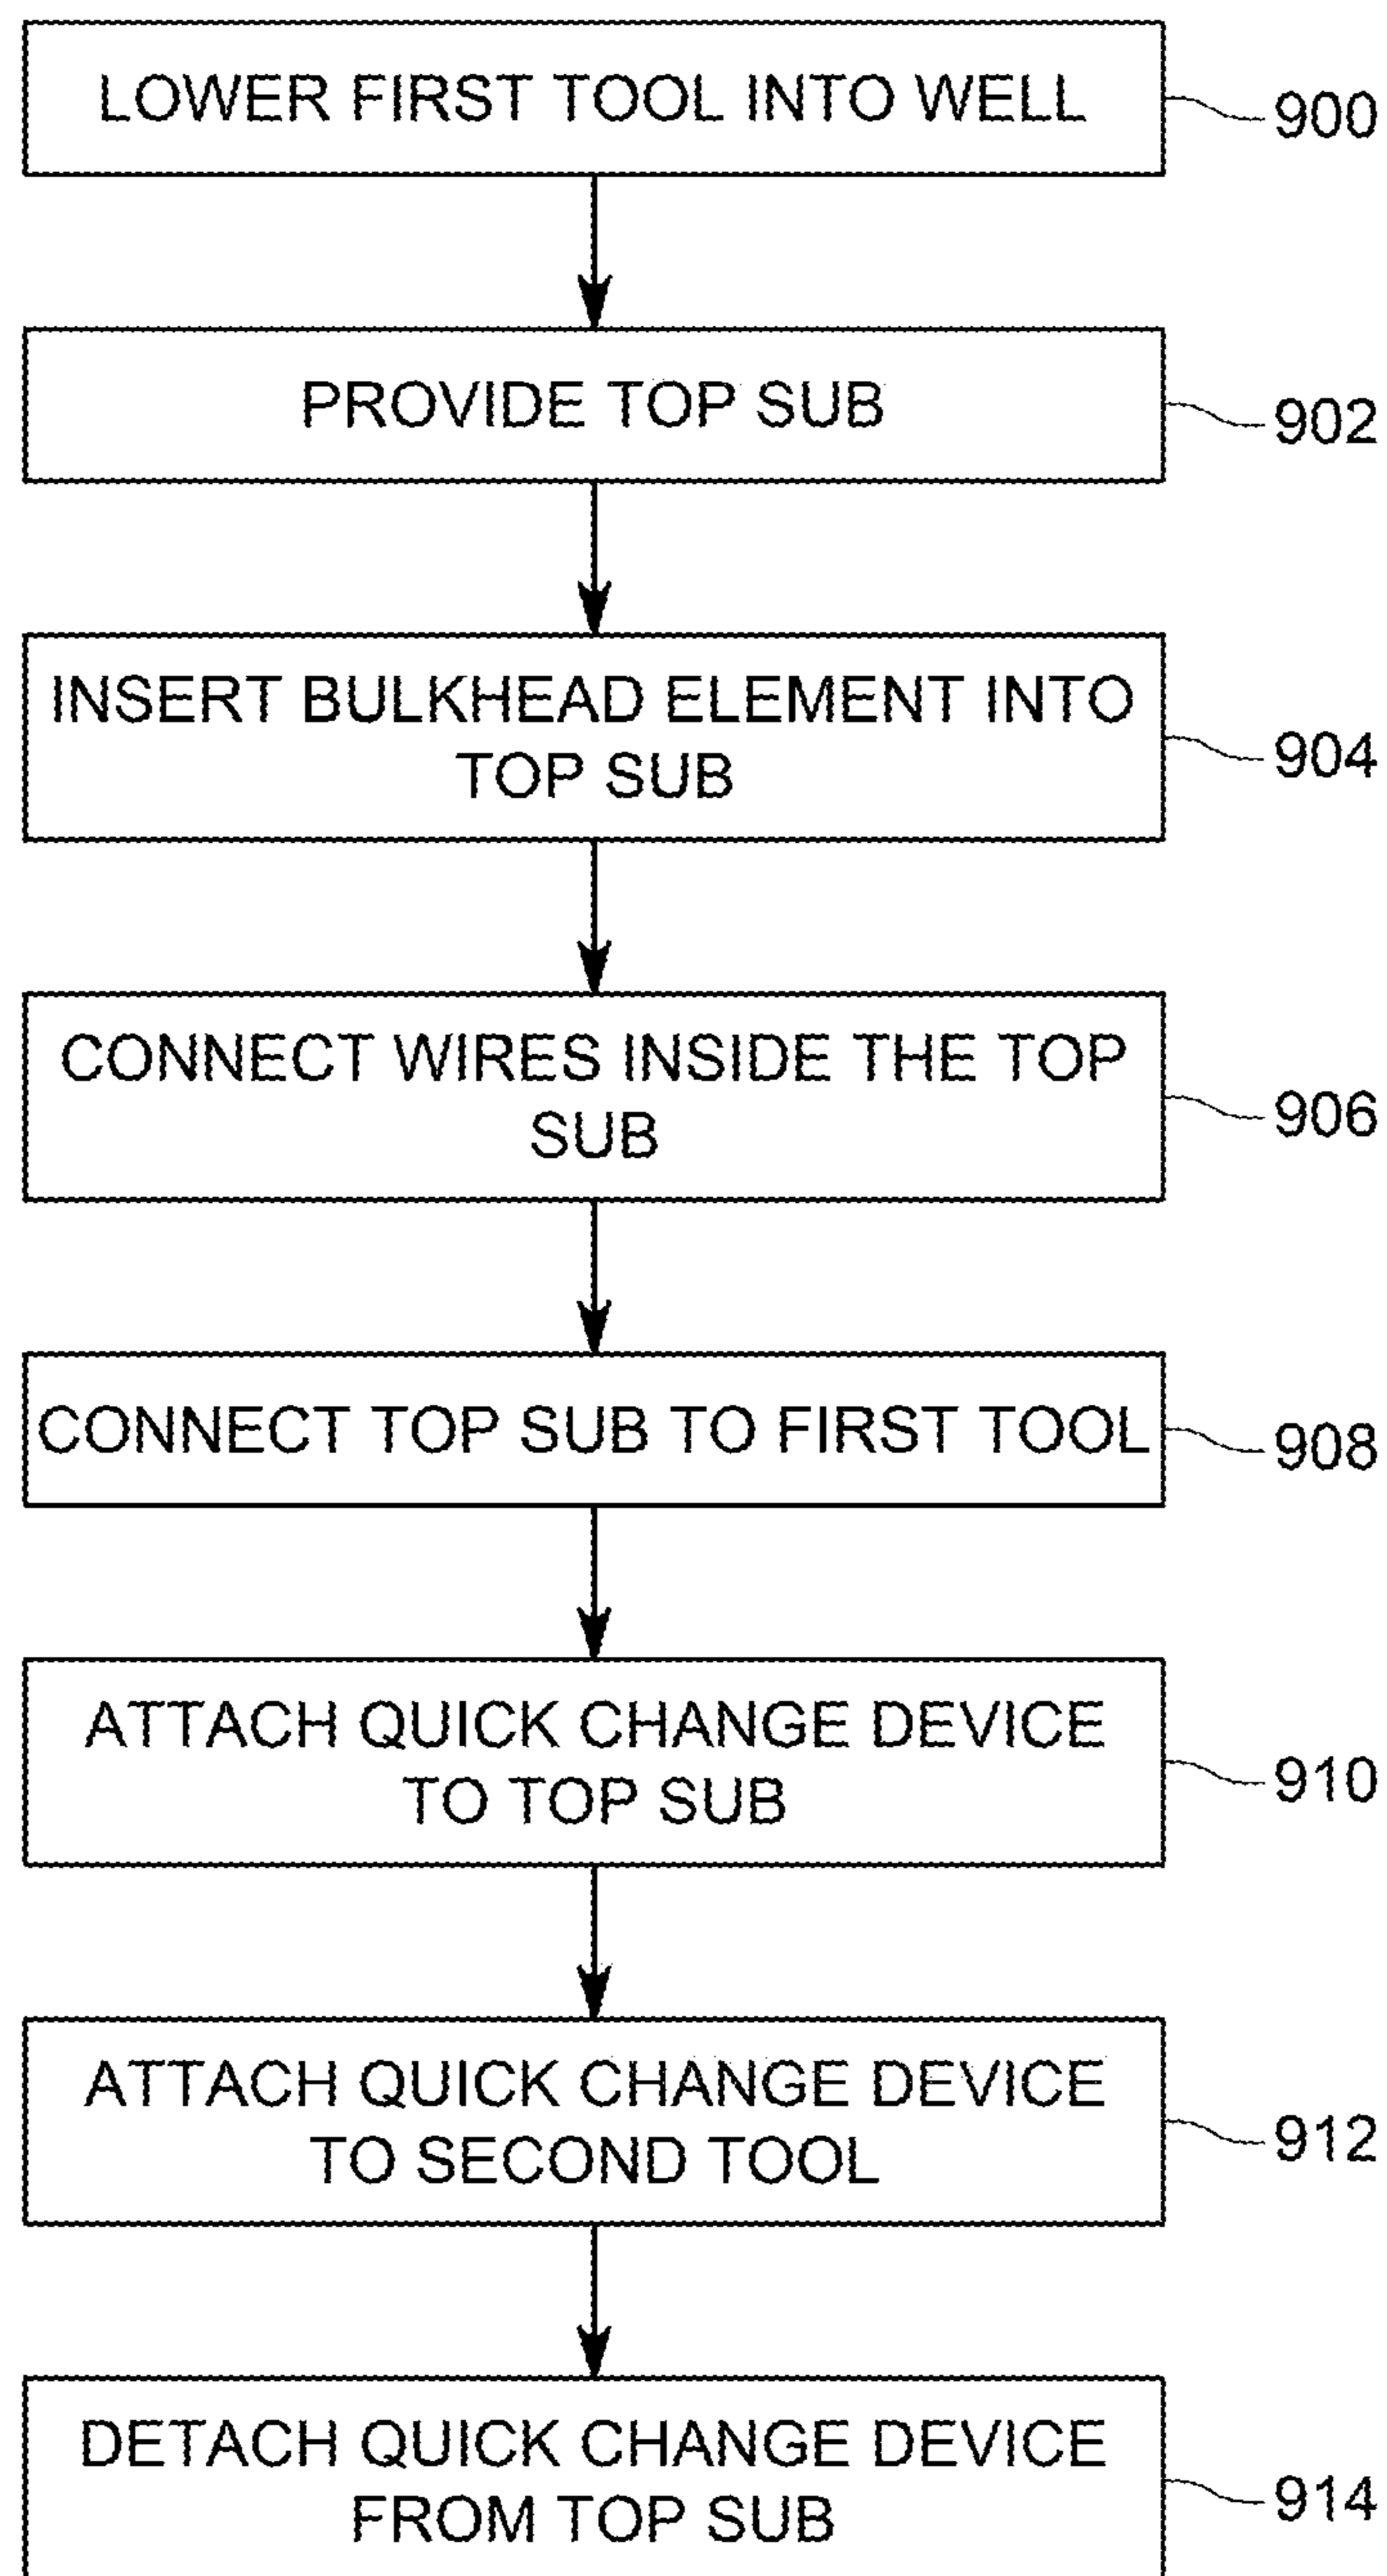 LOWER FIRST TOOL INTO WELL
900
PROVIDE TOP SUB
902
INSERT BULKHEAD ELEMENT INTO
TOP SUB
904
CONNECT WIRES INSIDE THE TOP
SUB
906
CONNECT TOP SUB TO FIRST TOOL
908
ATTACH QUICK CHANGE DEVICE
TO TOP SUB
910
ATTACH QUICK CHANGE DEVICE
TO SECOND TOOL
912
DETACH QUICK CHANGE DEVICE
FROM TOP SUB
914